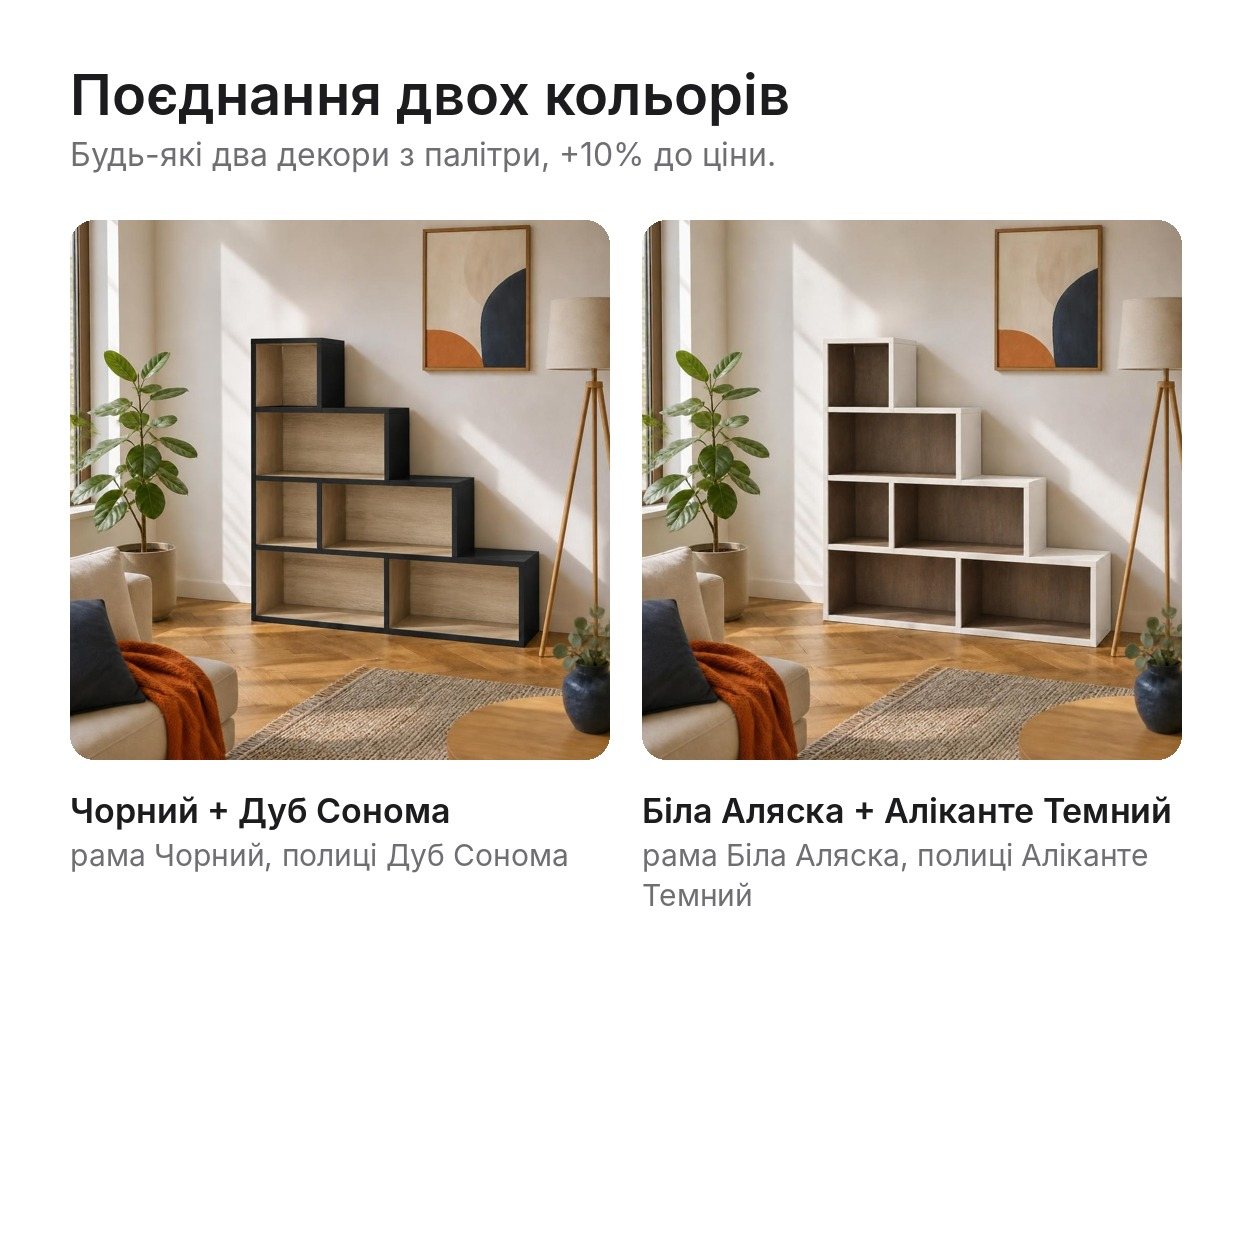 Поєднання двох кольорів
Будь-які два декори з палітри, +10% до ціни.
Чорний + Дуб Сонома
рама Чорний, полиці Дуб Сонома
Біла Аляска + Аліканте Темний
рама Біла Аляска, полиці Аліканте
Темний